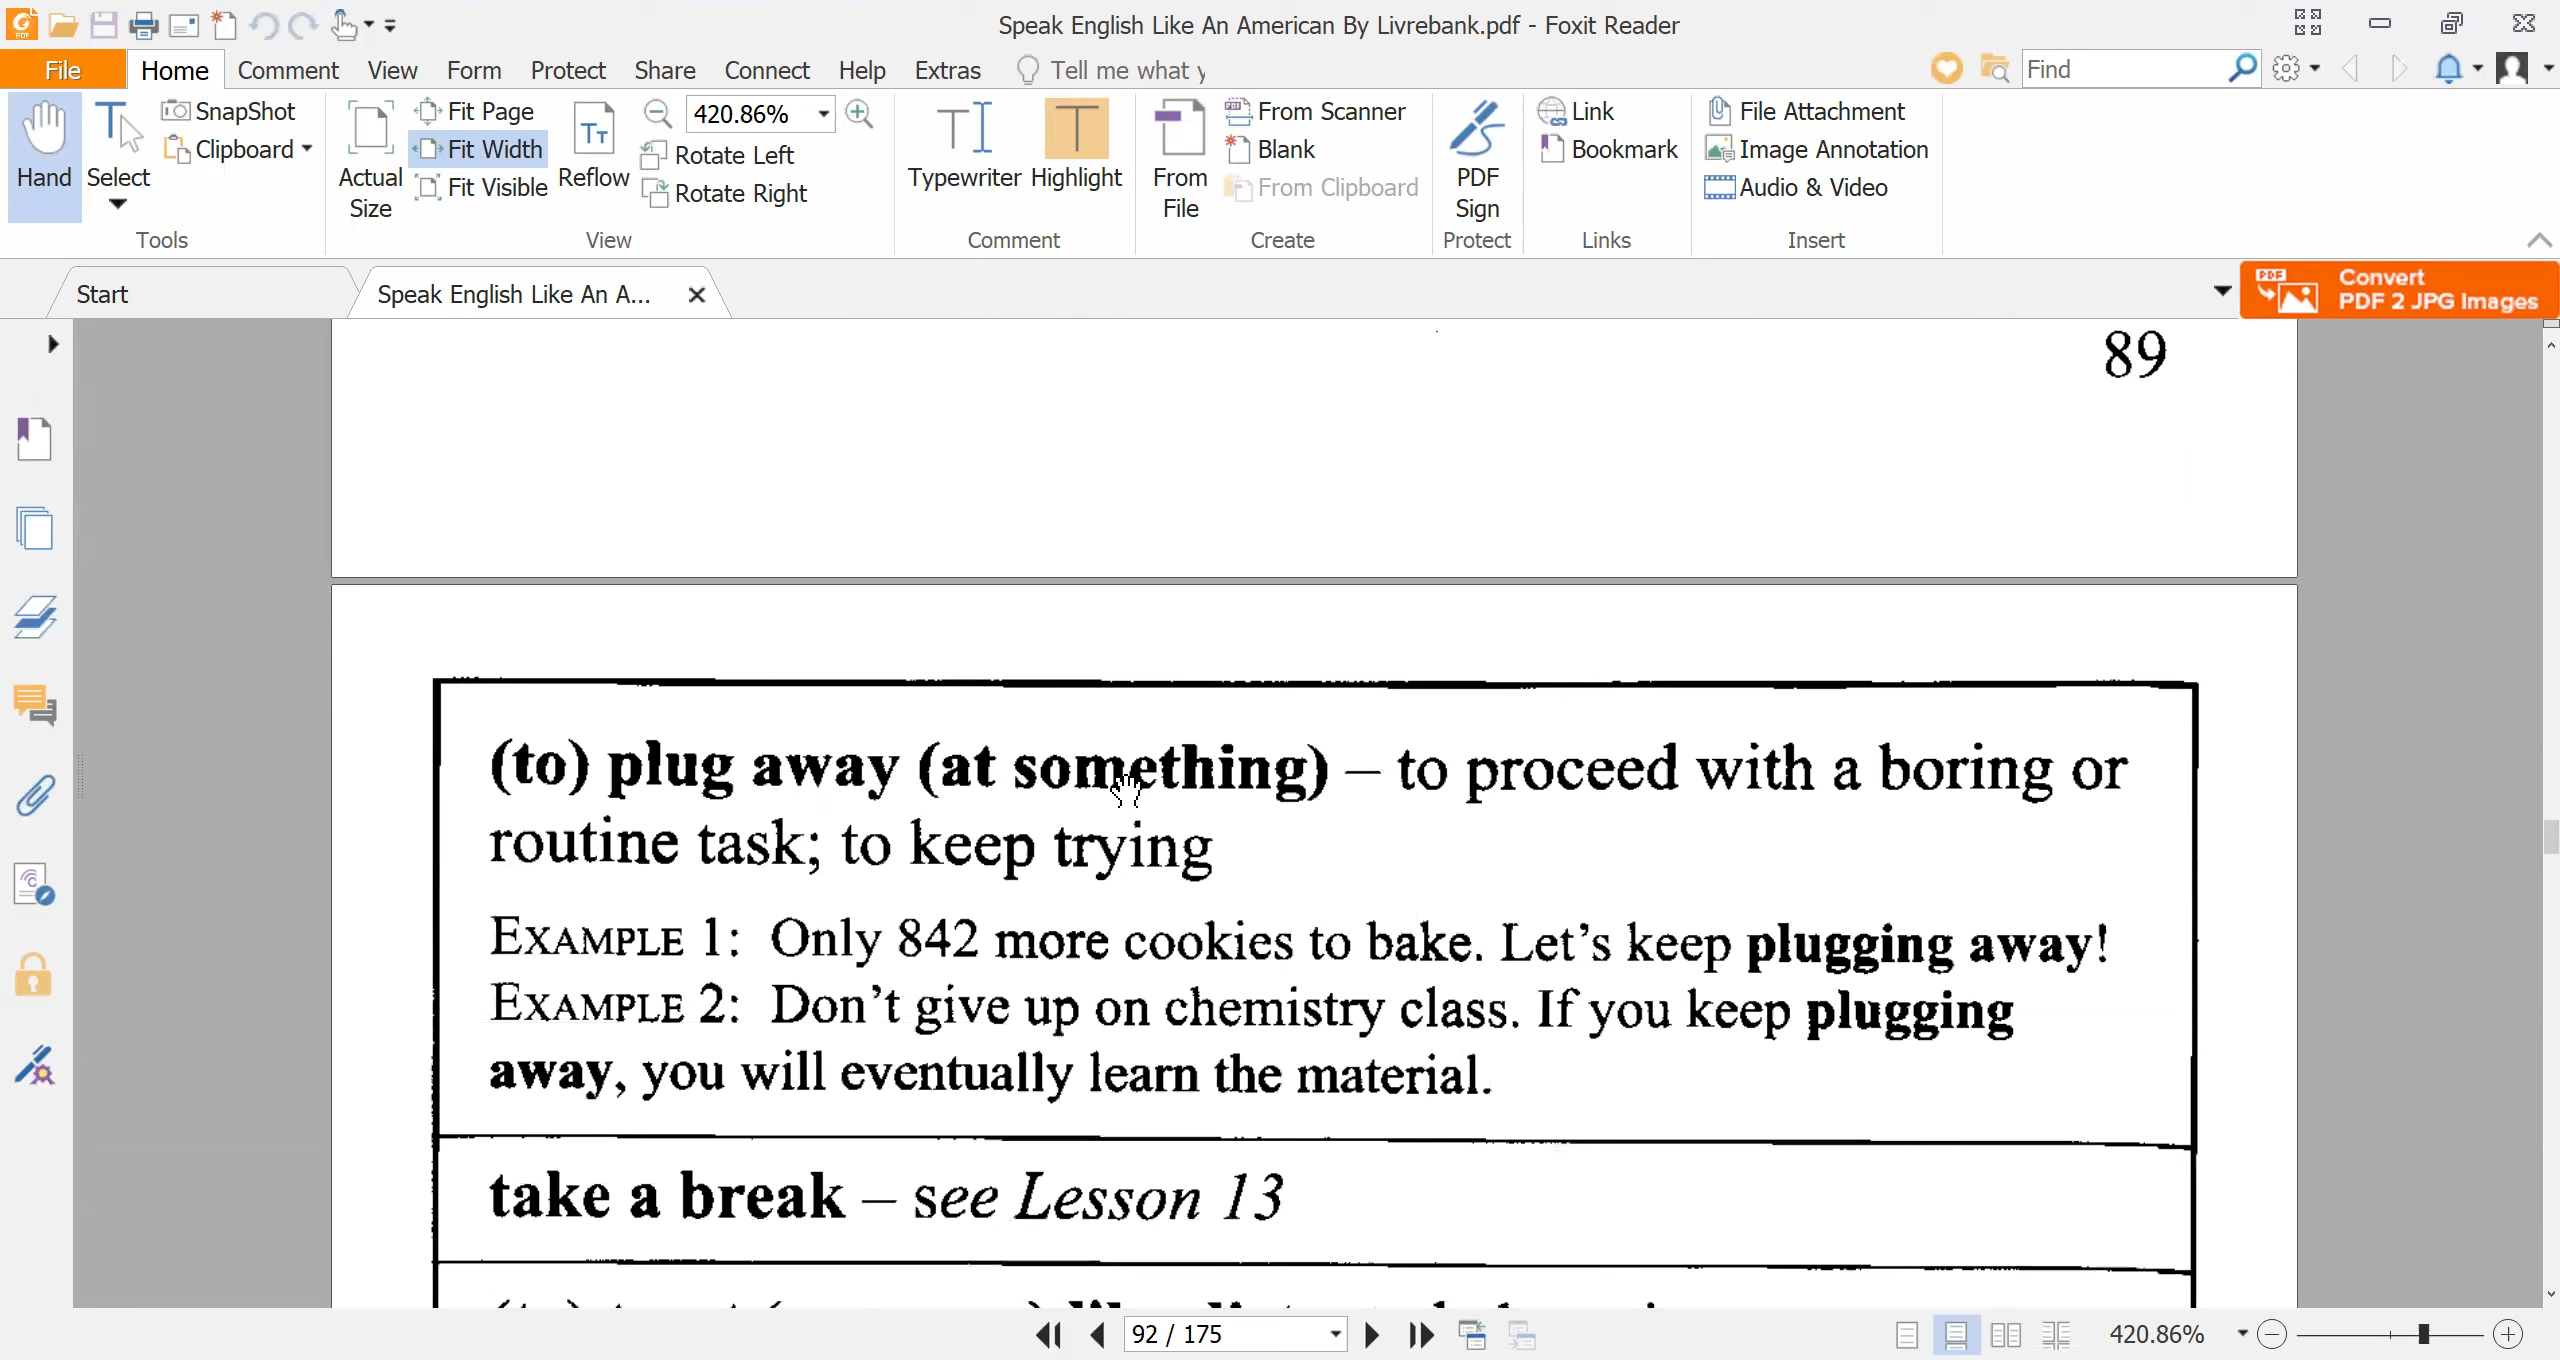 Speak English Like An American By Livrebank.pdf - Foxit Reader
File Home Comment View Form Protect Share Connect Help Extras Tell me what y Find
Hand Select SnapShot Clipboard
Tools
Actual Size Fit Page Fit Width Fit Visible Reflow 420.86% Rotate Left Rotate Right
View
Typewriter Highlight
Comment
From File From Scanner Blank From Clipboard
Create
PDF Sign
Protect
Link Bookmark
Links
File Attachment Image Annotation Audio & Video
Insert
Start Speak English Like An A...
PDF Convert
PDF 2 JPG Images
89
(to) plug away (at something) – to proceed with a boring or
routine task; to keep trying
EXAMPLE 1: Only 842 more cookies to bake. Let's keep plugging away!
EXAMPLE 2: Don't give up on chemistry class. If you keep plugging
away, you will eventually learn the material.
take a break – see Lesson 13
92 / 175 420.86%